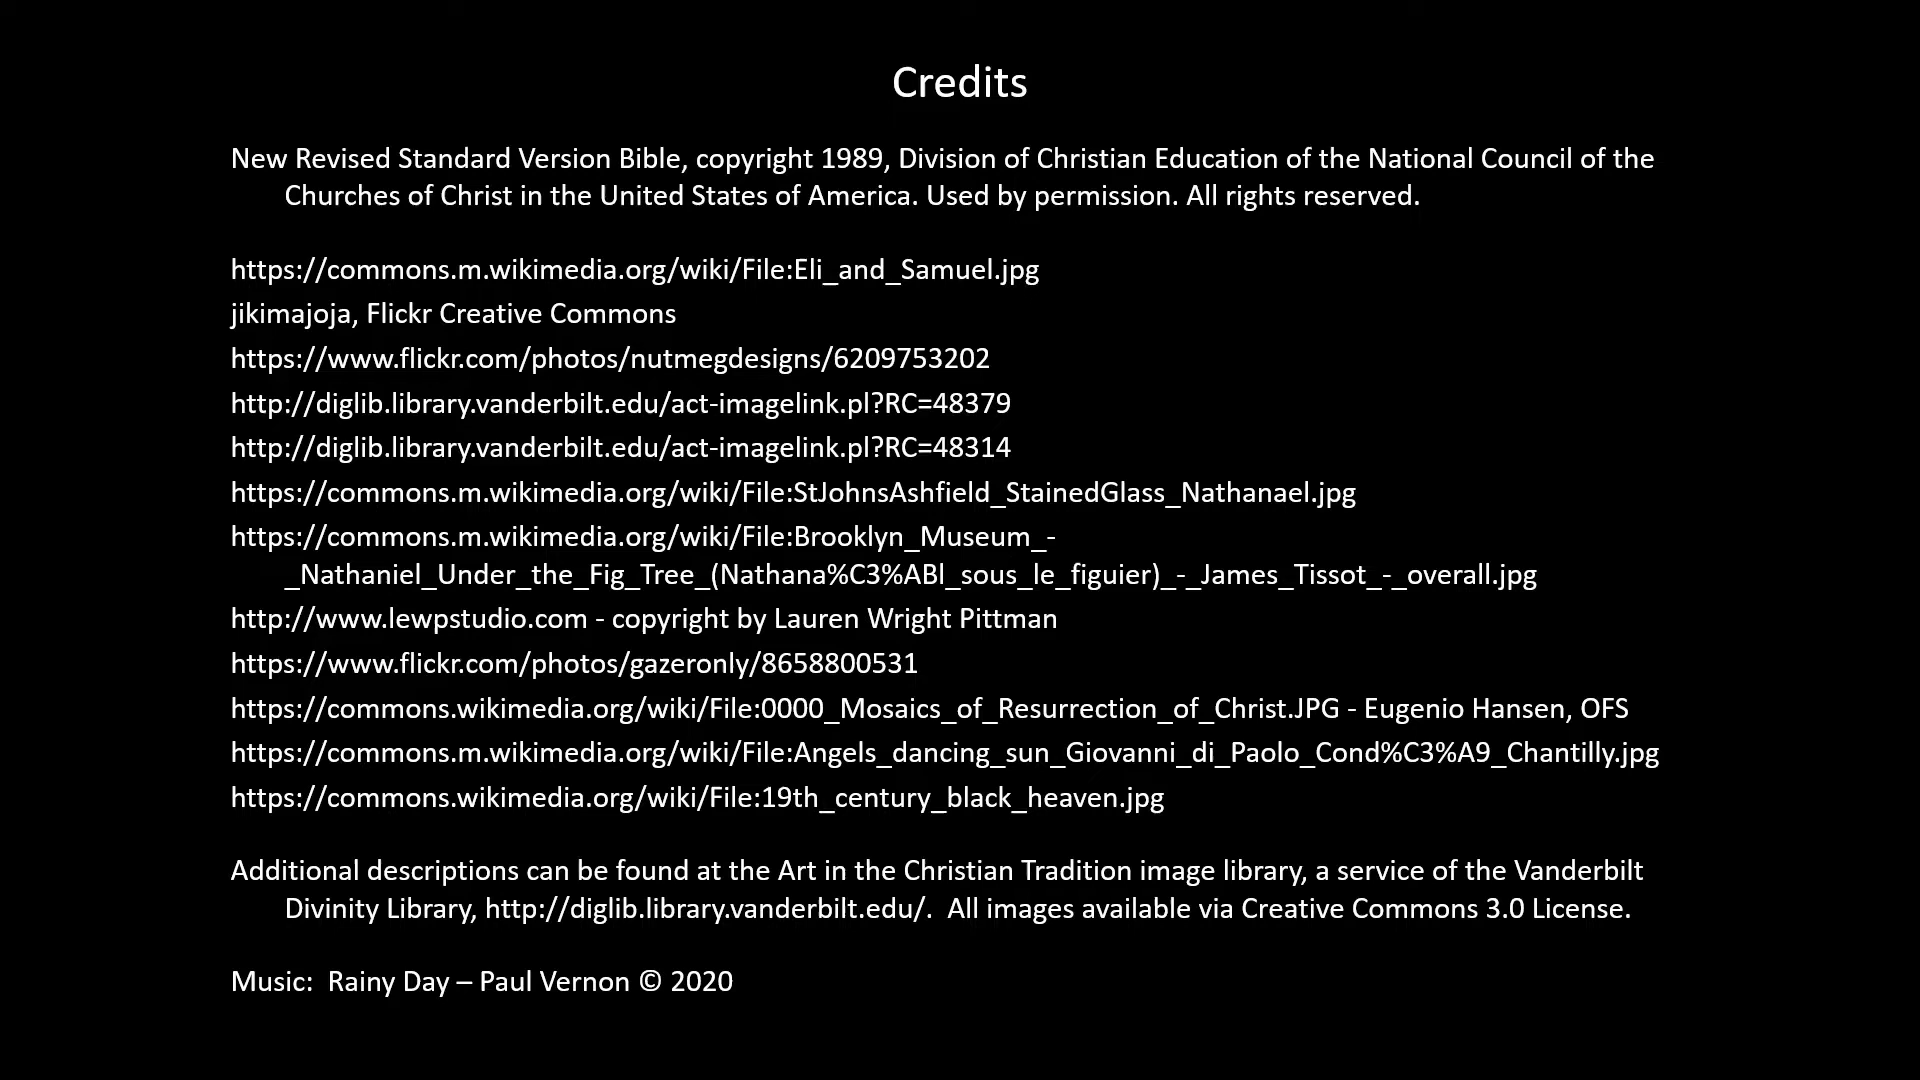 Credits
New Revised Standard Version Bible, copyright 1989, Division of Christian Education of the National Council of the
Churches of Christ in the United States of America. Used by permission. All rights reserved.
https://commons.m.wikimedia.org/wiki/File:Eli_and_Samuel.jpg
jikimajoja, Flickr Creative Commons
https://www.flickr.com/photos/nutmegdesigns/6209753202
http://diglib.library.vanderbilt.edu/act-imagelink.pl?RC=48379
http://diglib.library.vanderbilt.edu/act-imagelink.pl?RC=48314
https://commons.m.wikimedia.org/wiki/File:StJohnsAshfield_StainedGlass_Nathanael.jpg
https://commons.m.wikimedia.org/wiki/File:Brooklyn_Museum_-
_Nathaniel_Under_the_Fig_Tree_(Nathana%C3%ABl_sous_le_figuier)_-_James_Tissot_-_overall.jpg
http://www.lewpstudio.com - copyright by Lauren Wright Pittman
https://www.flickr.com/photos/gazeronly/8658800531
https://commons.wikimedia.org/wiki/File:0000_Mosaics_of_Resurrection_of_Christ.JPG - Eugenio Hansen, OFS
https://commons.m.wikimedia.org/wiki/File:Angels_dancing_sun_Giovanni_di_Paolo_Cond%C3%A9_Chantilly.jpg
https://commons.wikimedia.org/wiki/File:19th_century_black_heaven.jpg
Additional descriptions can be found at the Art in the Christian Tradition image library, a service of the Vanderbilt
Divinity Library, http://diglib.library.vanderbilt.edu/.  All images available via Creative Commons 3.0 License.
Music:  Rainy Day – Paul Vernon © 2020